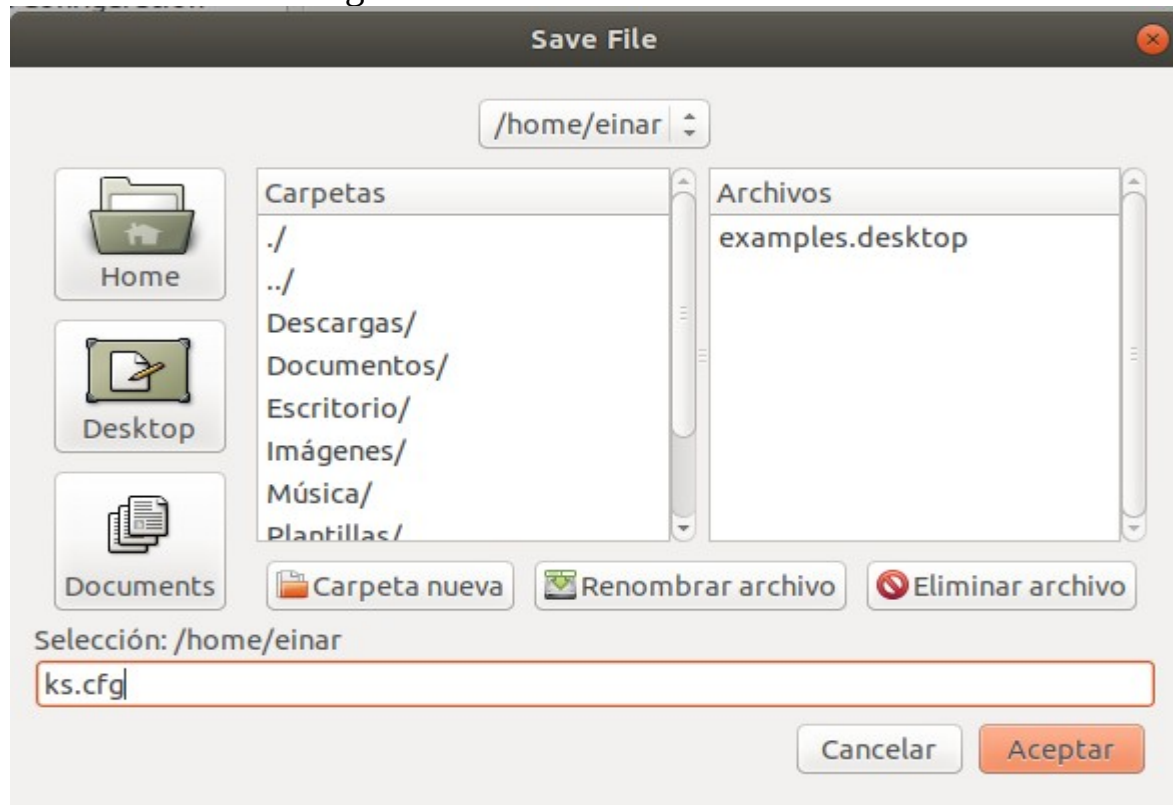 Save File
/home/einar
Home
Desktop
Documents
Carpetas
./
../
Descargas/
Documentos/
Escritorio/
Imágenes/
Música/
Plantillas/
Archivos
examples.desktop
Carpeta nueva
Renombrar archivo
Eliminar archivo
Selección: /home/einar
ks.cfg
Cancelar
Aceptar